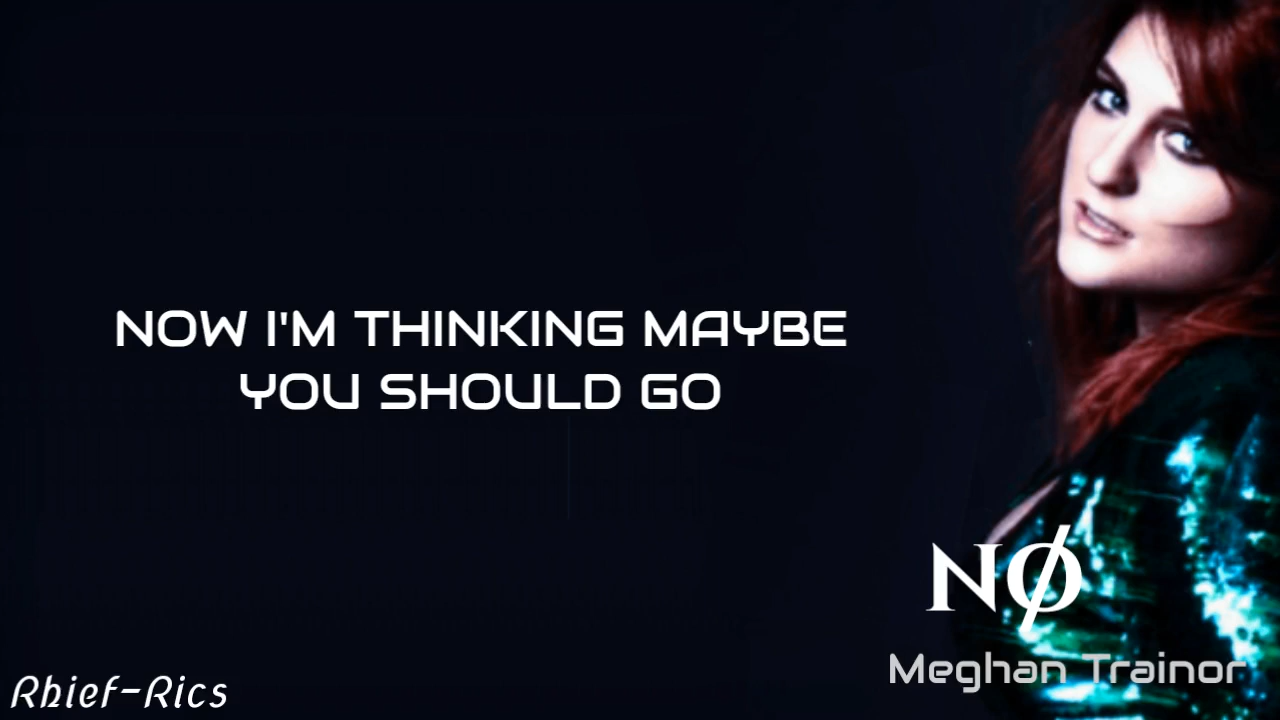 NOW I'M THINKING MAYBE
YOU SHOULD GO
NØ
Meghan Trainor
Rhief-Rics